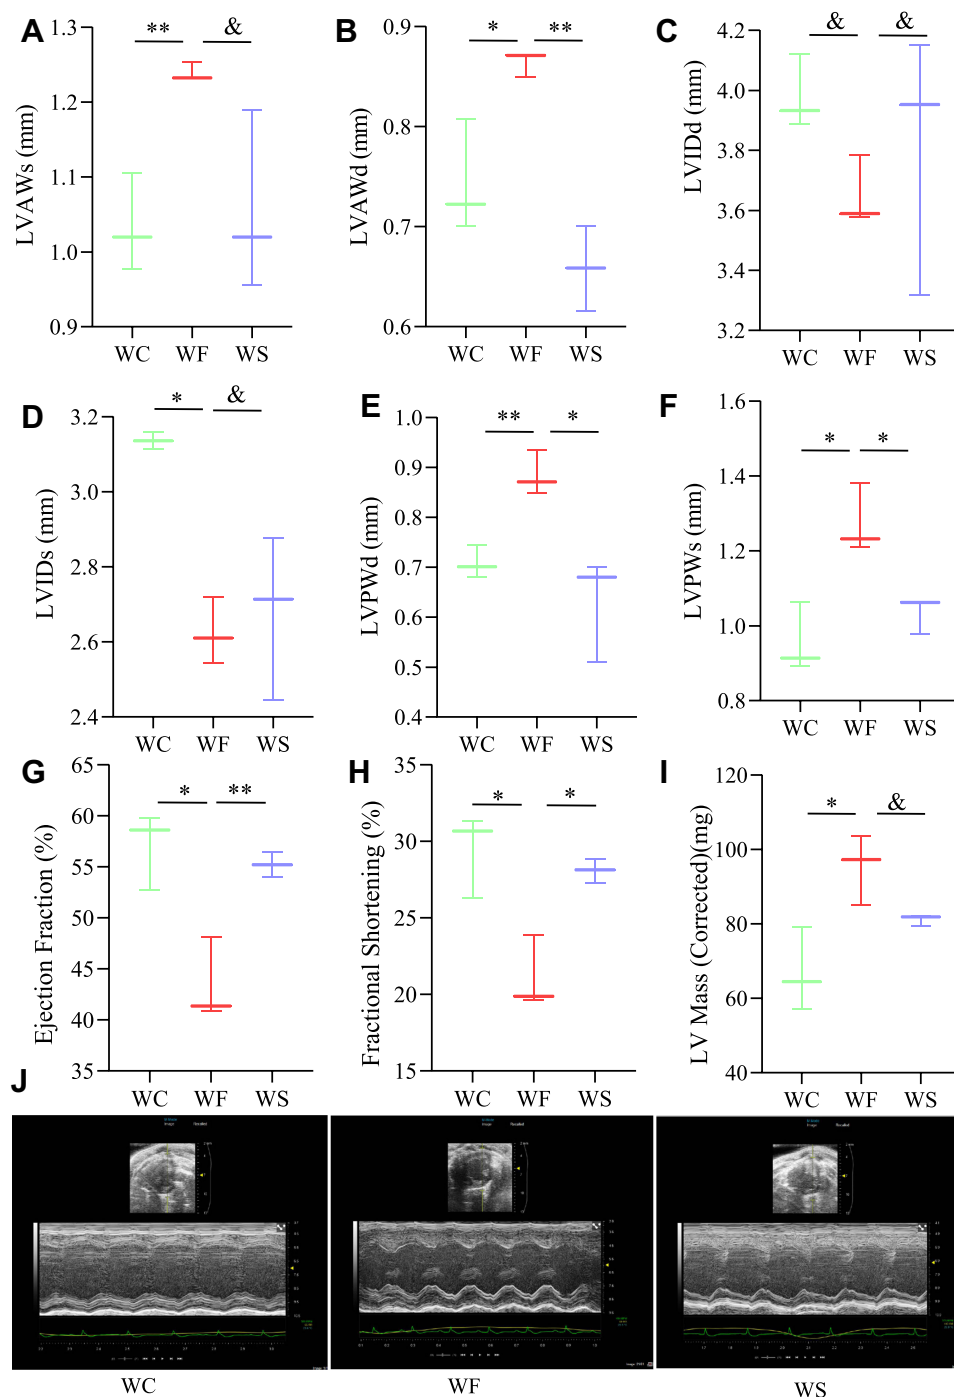 A
LVAWs (mm)
1.3
1.2
1.1
1.0
0.9
** &
WC WF WS
B
LVAWd (mm)
0.9
0.8
0.7
0.6
* **
WC WF WS
C
LVIDd (mm)
4.2
4.0
3.8
3.6
3.4
3.2
& &
WC WF WS
D
LVIDs (mm)
3.2
3.0
2.8
2.6
2.4
* &
WC WF WS
E
LVPWd (mm)
1.0
0.9
0.8
0.7
0.6
0.5
0.4
** *
WC WF WS
F
LVPWs (mm)
1.6
1.4
1.2
1.0
0.8
* *
WC WF WS
G
Ejection Fraction (%)
65
60
55
50
45
40
35
* **
WC WF WS
H
Fractional Shortening (%)
35
30
25
20
15
* *
WC WF WS
I
LV Mass (Corrected)(mg)
120
100
80
60
40
* &
WC WF WS
J
WC WF WS